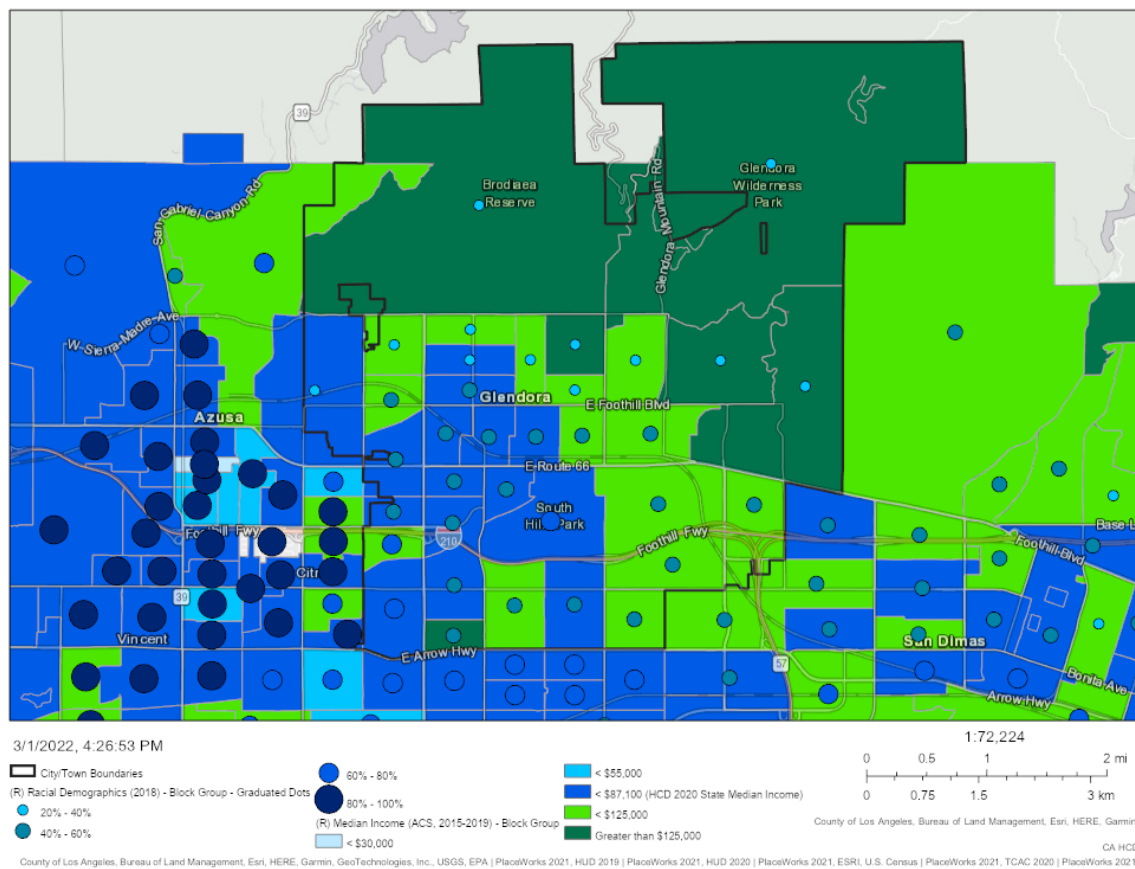 39
Brodiaea
Reserve
Glendora
Wilderness
Park
San-Gabriel-Canyon-Rd
Glendora-Mountain-Rd
W-Sierra-Madre-Ave
Azusa
Glendora
E Foothill Blvd
E-Route-66
South
Hills Park
Foothill-Fwy
210
Foothill-Fwy
Foothill-Blvd
Base
39
Vincent
E-Arrow-Hwy
57
San Dimas
Bonita-Ave
Arrow-Hwy
3/1/2022, 4:26:53 PM
City/Town Boundaries
(R) Racial Demographics (2018) - Block Group - Graduated Dots
20% - 40%
40% - 60%
60% - 80%
80% - 100%
(R) Median Income (ACS, 2015-2019) - Block Group
< $30,000
< $55,000
< $87,100 (HCD 2020 State Median Income)
< $125,000
Greater than $125,000
1:72,224
0 0.5 1 2 mi
0 0.75 1.5 3 km
County of Los Angeles, Bureau of Land Management, Esri, HERE, Garmin
CA HCD
County of Los Angeles, Bureau of Land Management, Esri, HERE, Garmin, GeoTechnologies, Inc., USGS, EPA | PlaceWorks 2021, HUD 2019 | PlaceWorks 2021, HUD 2020 | PlaceWorks 2021, ESRI, U.S. Census | PlaceWorks 2021, TCAC 2020 | PlaceWorks 2021